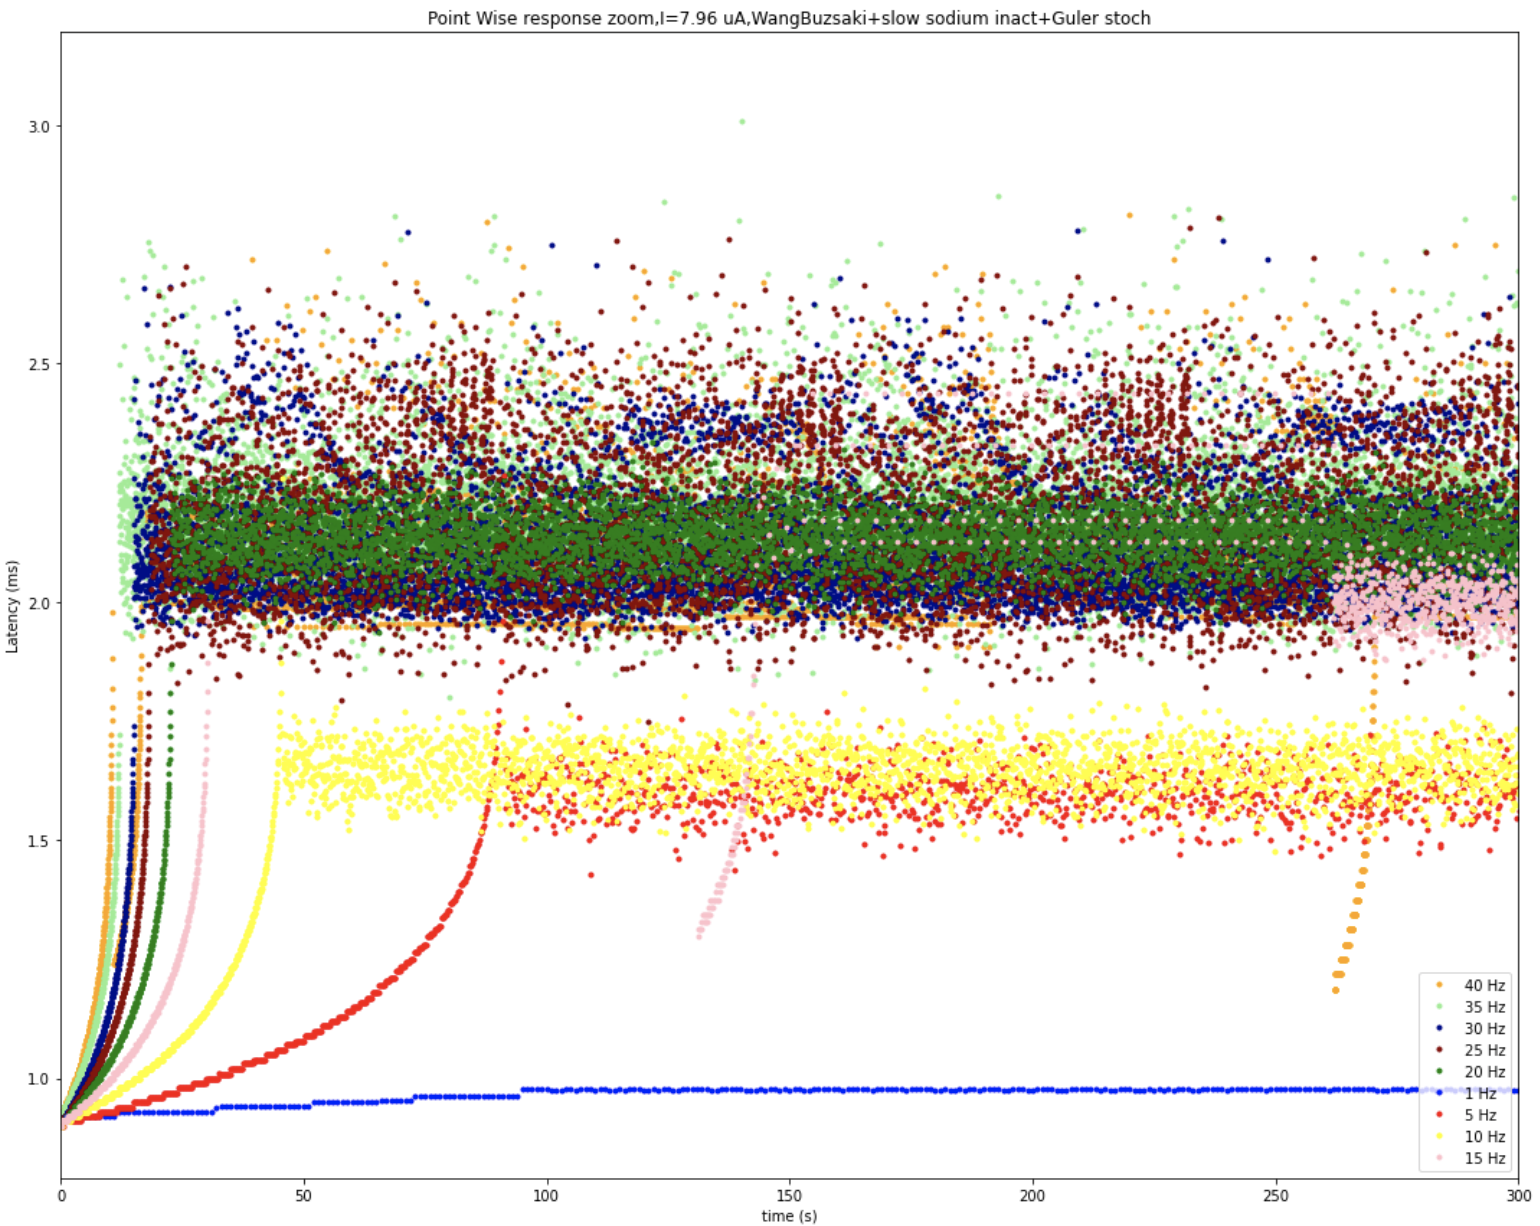 Point Wise response zoom,I=7.96 uA,WangBuzsaki+slow sodium inact+Guler stoch
Latency (ms)
3.0
2.5
2.0
1.5
1.0
0
50
100
150
200
250
300
time (s)
40 Hz
35 Hz
30 Hz
25 Hz
20 Hz
1 Hz
5 Hz
10 Hz
15 Hz